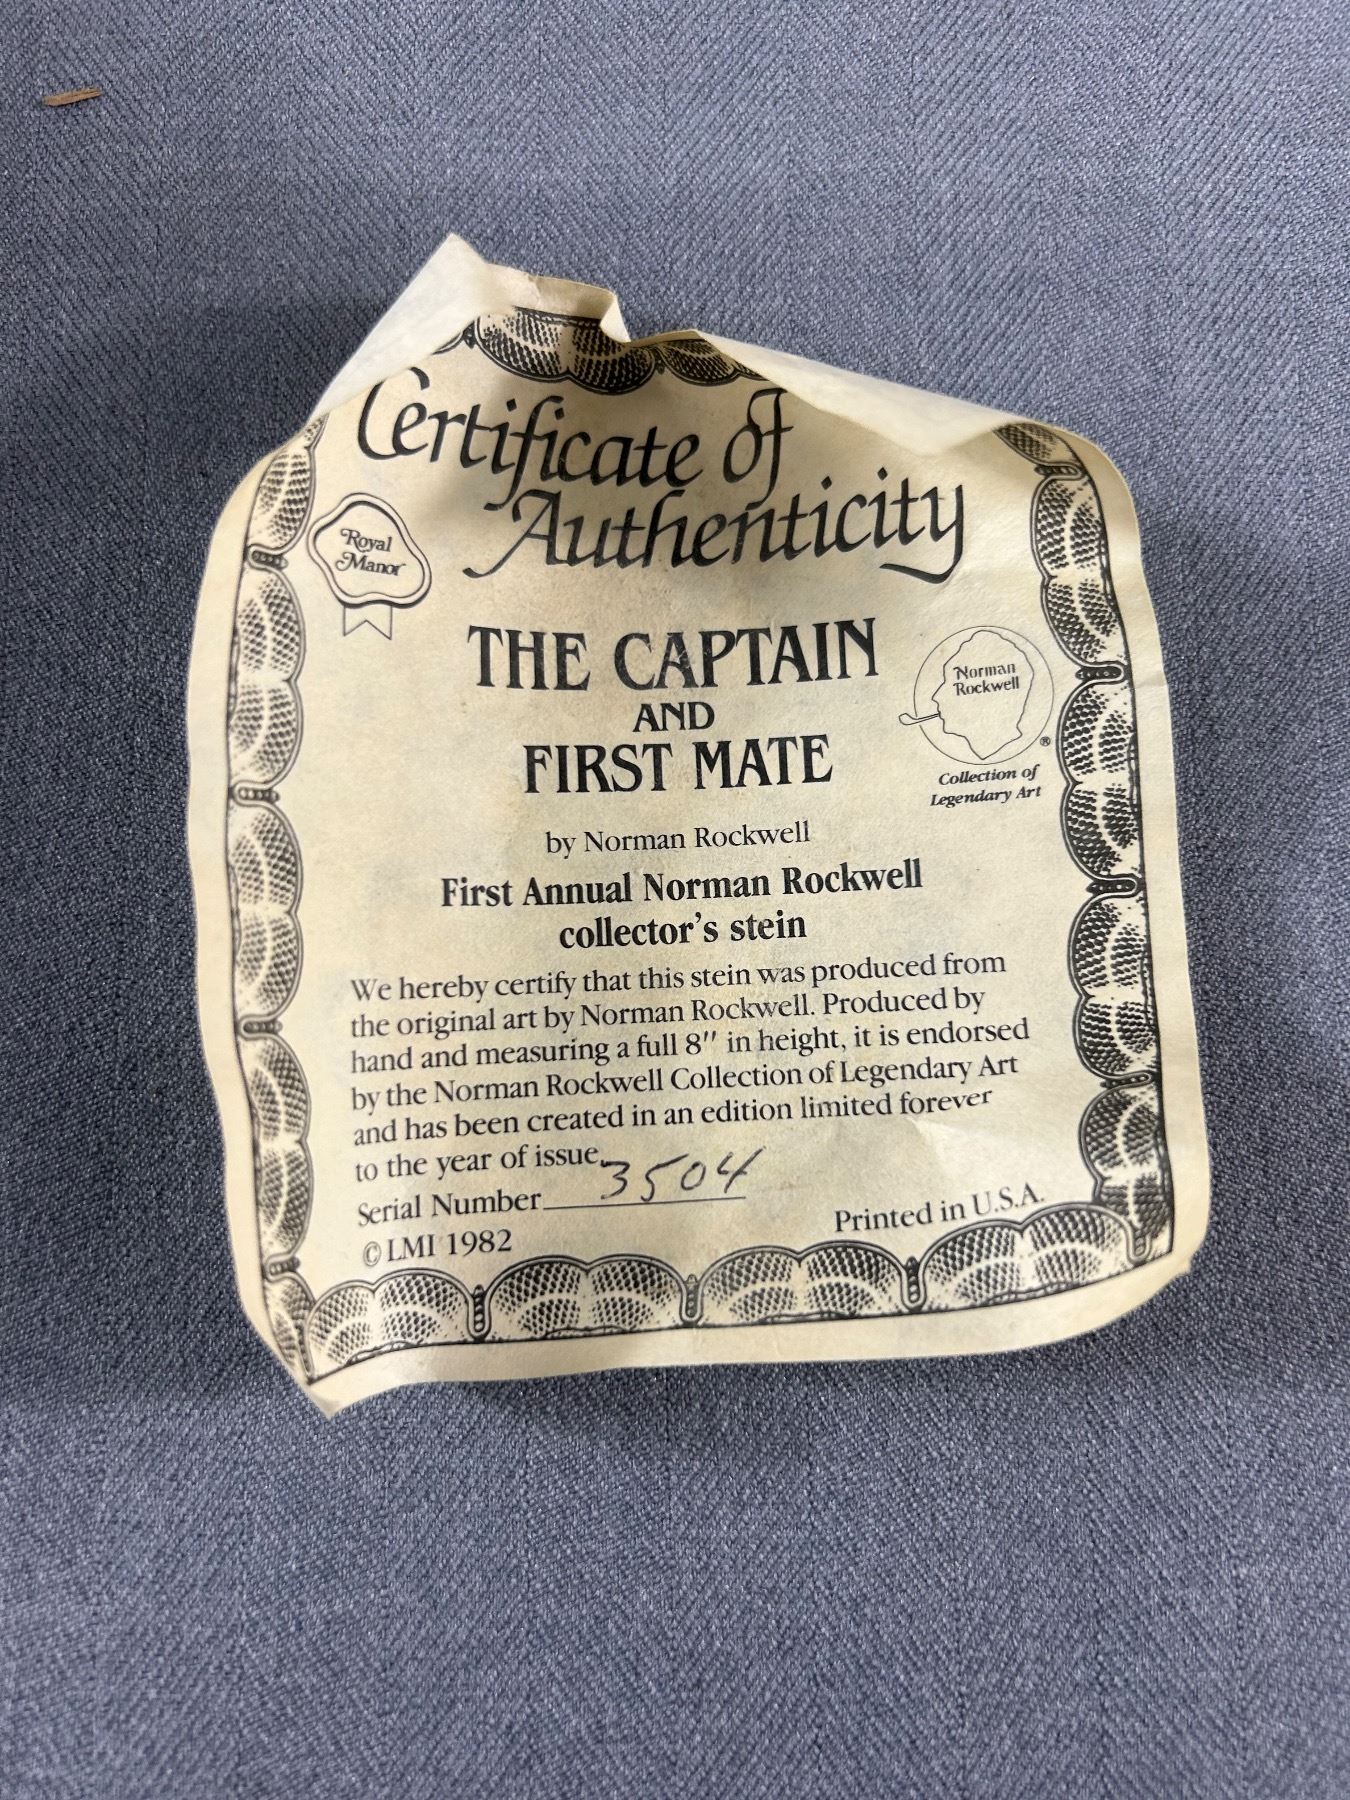 Certificate of
Authenticity
Royal
Manor
THE CAPTAIN
AND
FIRST MATE
Norman
Rockwell
®
Collection of
Legendary Art
by Norman Rockwell
First Annual Norman Rockwell
collector's stein
We hereby certify that this stein was produced from
the original art by Norman Rockwell. Produced by
hand and measuring a full 8" in height, it is endorsed
by the Norman Rockwell Collection of Legendary Art
and has been created in an edition limited forever
to the year of issue.
Serial Number 3504
© LMI 1982
Printed in U.S.A.